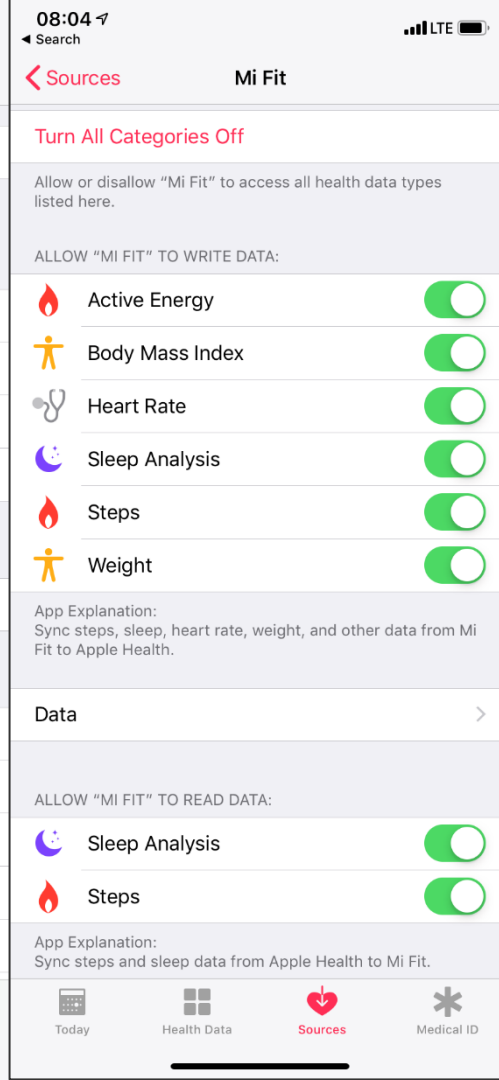 08:04
LTE
◀ Search
Sources
Mi Fit
Turn All Categories Off
Allow or disallow “Mi Fit” to access all health data types
listed here.
ALLOW “MI FIT” TO WRITE DATA:
Active Energy
Body Mass Index
Heart Rate
Sleep Analysis
Steps
Weight
App Explanation:
Sync steps, sleep, heart rate, weight, and other data from Mi
Fit to Apple Health.
Data
ALLOW “MI FIT” TO READ DATA:
Sleep Analysis
Steps
App Explanation:
Sync steps and sleep data from Apple Health to Mi Fit.
Today
Health Data
Sources
Medical ID